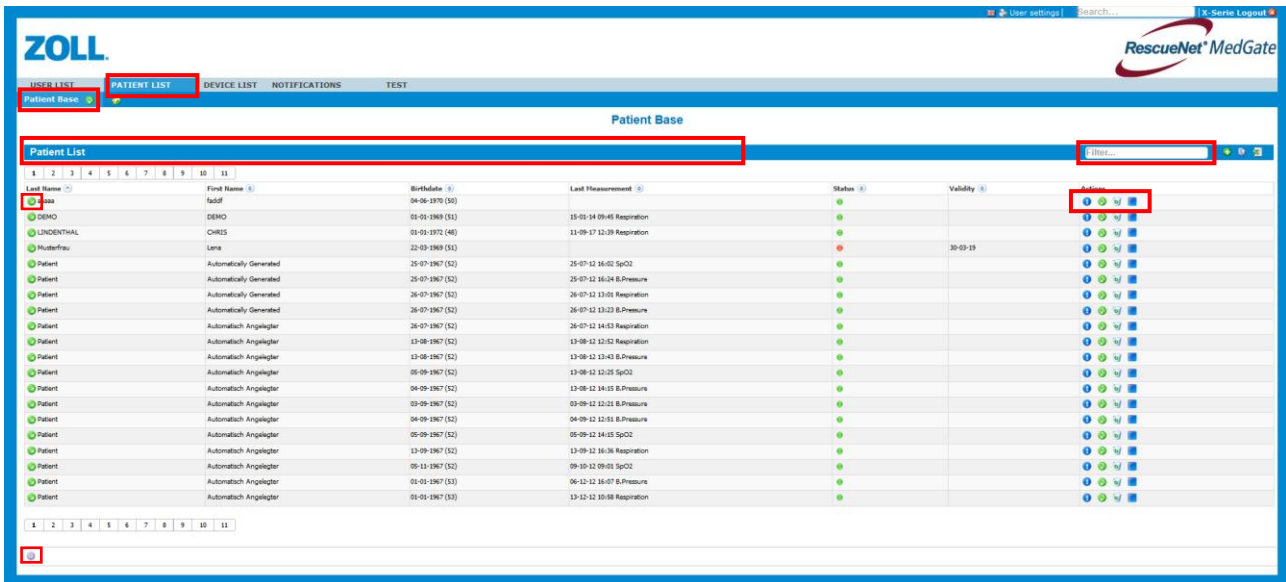 User settings | Search... | X-Serie Logout
ZOLL.
RescueNet® MedGate
USER LIST PATIENT LIST DEVICE LIST NOTIFICATIONS TEST
Patient Base
Patient Base
Patient List Filter...
1 2 3 4 5 6 7 8 9 10 11
Last Name First Name Birthdate Last Measurement Status Validity Actions
faddf 04-06-1970 (50)
DEMO DEMO 01-01-1969 (51) 15-01-14 09:45 Respiration
LINDENTHAL CHRIS 01-01-1972 (48) 11-09-17 12:39 Respiration
Musterfrau Lena 22-03-1969 (51) 30-03-19
Patient Automatically Generated 25-07-1967 (52) 25-07-12 16:02 SpO2
Patient Automatically Generated 25-07-1967 (52) 25-07-12 16:24 B.Pressure
Patient Automatically Generated 26-07-1967 (52) 26-07-12 13:01 Respiration
Patient Automatically Generated 26-07-1967 (52) 26-07-12 13:23 B.Pressure
Patient Automatisch Angelegter 26-07-1967 (52) 26-07-12 14:53 Respiration
Patient Automatisch Angelegter 13-08-1967 (52) 13-08-12 12:52 Respiration
Patient Automatisch Angelegter 13-08-1967 (52) 13-08-12 13:43 B.Pressure
Patient Automatisch Angelegter 05-09-1967 (52) 13-08-12 12:25 SpO2
Patient Automatisch Angelegter 04-09-1967 (52) 13-08-12 14:15 B.Pressure
Patient Automatisch Angelegter 03-09-1967 (52) 03-09-12 12:21 B.Pressure
Patient Automatisch Angelegter 04-09-1967 (52) 04-09-12 12:51 B.Pressure
Patient Automatisch Angelegter 05-09-1967 (52) 05-09-12 14:15 SpO2
Patient Automatisch Angelegter 13-09-1967 (52) 13-09-12 16:36 Respiration
Patient Automatisch Angelegter 05-11-1967 (52) 09-10-12 09:01 SpO2
Patient Automatisch Angelegter 01-01-1967 (53) 06-12-12 16:07 B.Pressure
Patient Automatisch Angelegter 01-01-1967 (53) 13-12-12 10:58 Respiration
1 2 3 4 5 6 7 8 9 10 11